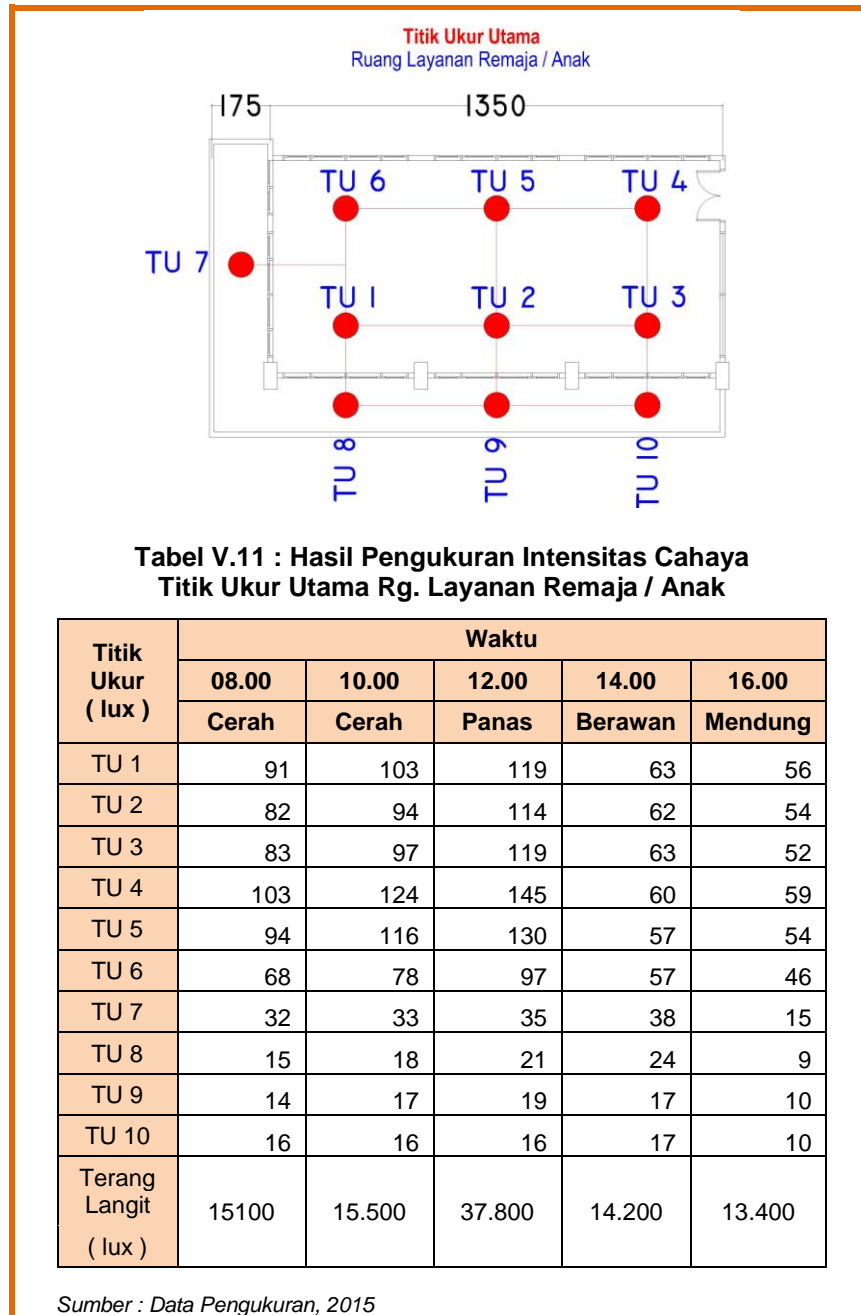 Titik Ukur Utama
Ruang Layanan Remaja / Anak
175 1350
TU 6 TU 5 TU 4
TU 7
TU 1 TU 2 TU 3
TU 8 TU 9 TU 10
Tabel V.11 : Hasil Pengukuran Intensitas Cahaya
Titik Ukur Utama Rg. Layanan Remaja / Anak
Titik Ukur ( lux ) Waktu
08.00 10.00 12.00 14.00 16.00
Cerah Cerah Panas Berawan Mendung
TU 1 91 103 119 63 56
TU 2 82 94 114 62 54
TU 3 83 97 119 63 52
TU 4 103 124 145 60 59
TU 5 94 116 130 57 54
TU 6 68 78 97 57 46
TU 7 32 33 35 38 15
TU 8 15 18 21 24 9
TU 9 14 17 19 17 10
TU 10 16 16 16 17 10
Terang Langit ( lux ) 15100 15.500 37.800 14.200 13.400
Sumber : Data Pengukuran, 2015